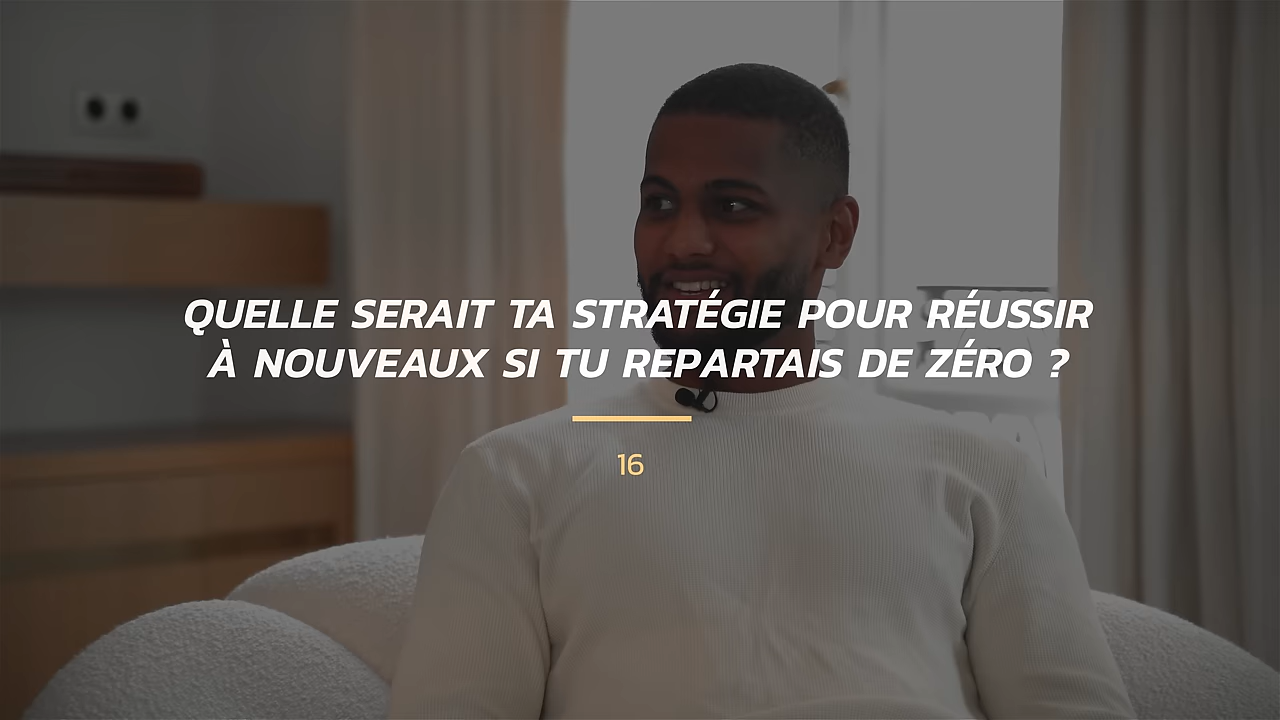 QUELLE SERAIT TA STRATÉGIE POUR RÉUSSIR
À NOUVEAUX SI TU REPARTAIS DE ZÉRO ?
16